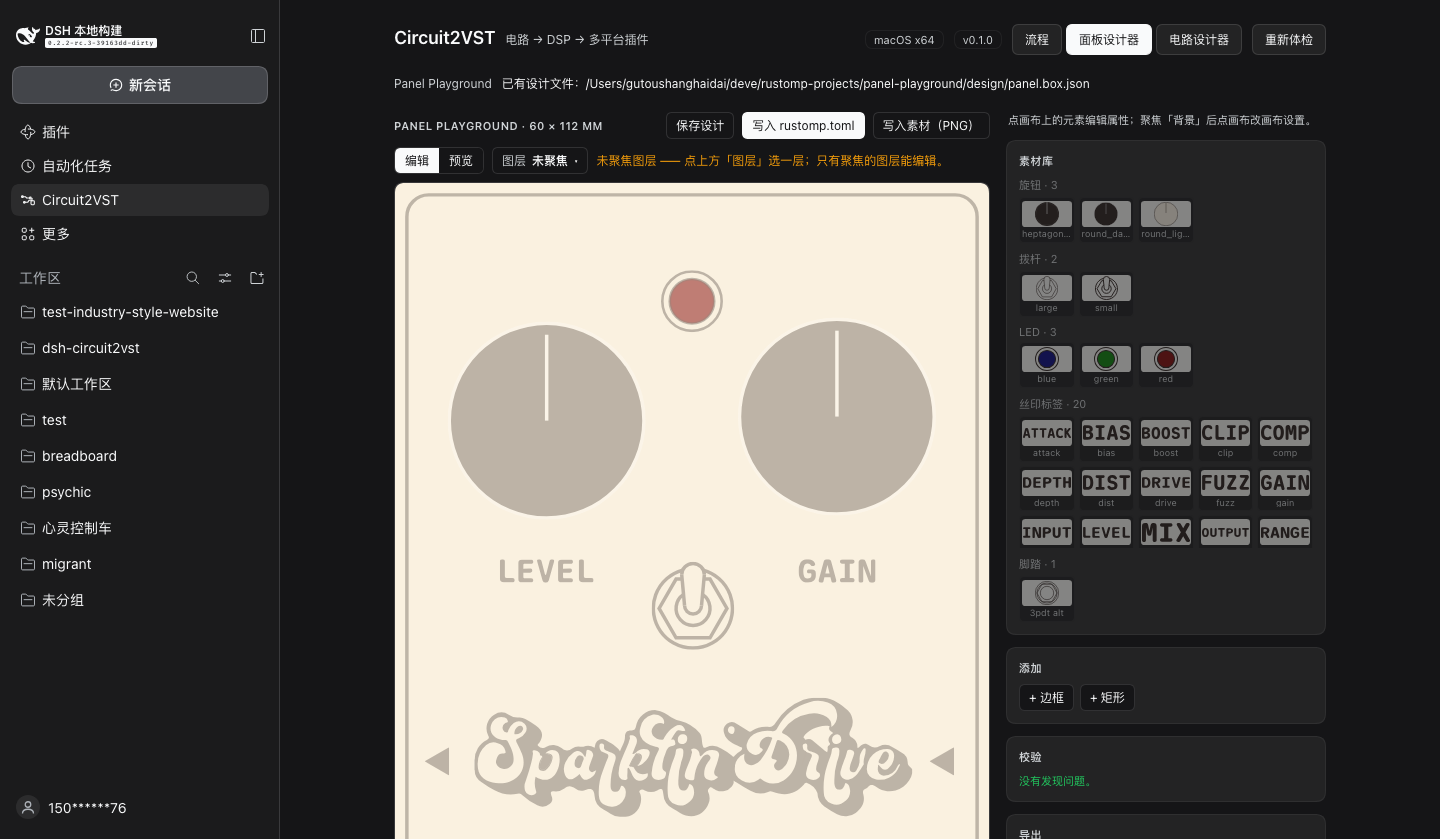 DSH 本地构建
0.2.2-rc.3-39163dd-dirty
新会话
插件
自动化任务
Circuit2VST
更多
工作区
test-industry-style-website
dsh-circuit2vst
默认工作区
test
breadboard
psychic
心灵控制车
migrant
未分组
150******76
Circuit2VST 电路 → DSP → 多平台插件
macOS x64 v0.1.0 流程 面板设计器 电路设计器 重新体检
Panel Playground 已有设计文件：/Users/gutoushanghaidai/deve/rustomp-projects/panel-playground/design/panel.box.json
PANEL PLAYGROUND · 60 × 112 MM
保存设计 写入 rustomp.toml 写入素材（PNG）
编辑 预览 图层 未聚焦
未聚焦图层 —— 点上方「图层」选一层；只有聚焦的图层能编辑。
LEVEL
GAIN
Sparklin Drive
点画布上的元素编辑属性；聚焦「背景」后点画布改画布设置。
素材库
旋钮 · 3
heptagon... round_da... round_lig...
拨杆 · 2
large small
LED · 3
blue green red
丝印标签 · 20
ATTACK BIAS BOOST CLIP COMP
attack bias boost clip comp
DEPTH DIST DRIVE FUZZ GAIN
depth dist drive fuzz gain
INPUT LEVEL MIX OUTPUT RANGE
脚踏 · 1
3pdt alt
添加
+ 边框 + 矩形
校验
没有发现问题。
导出